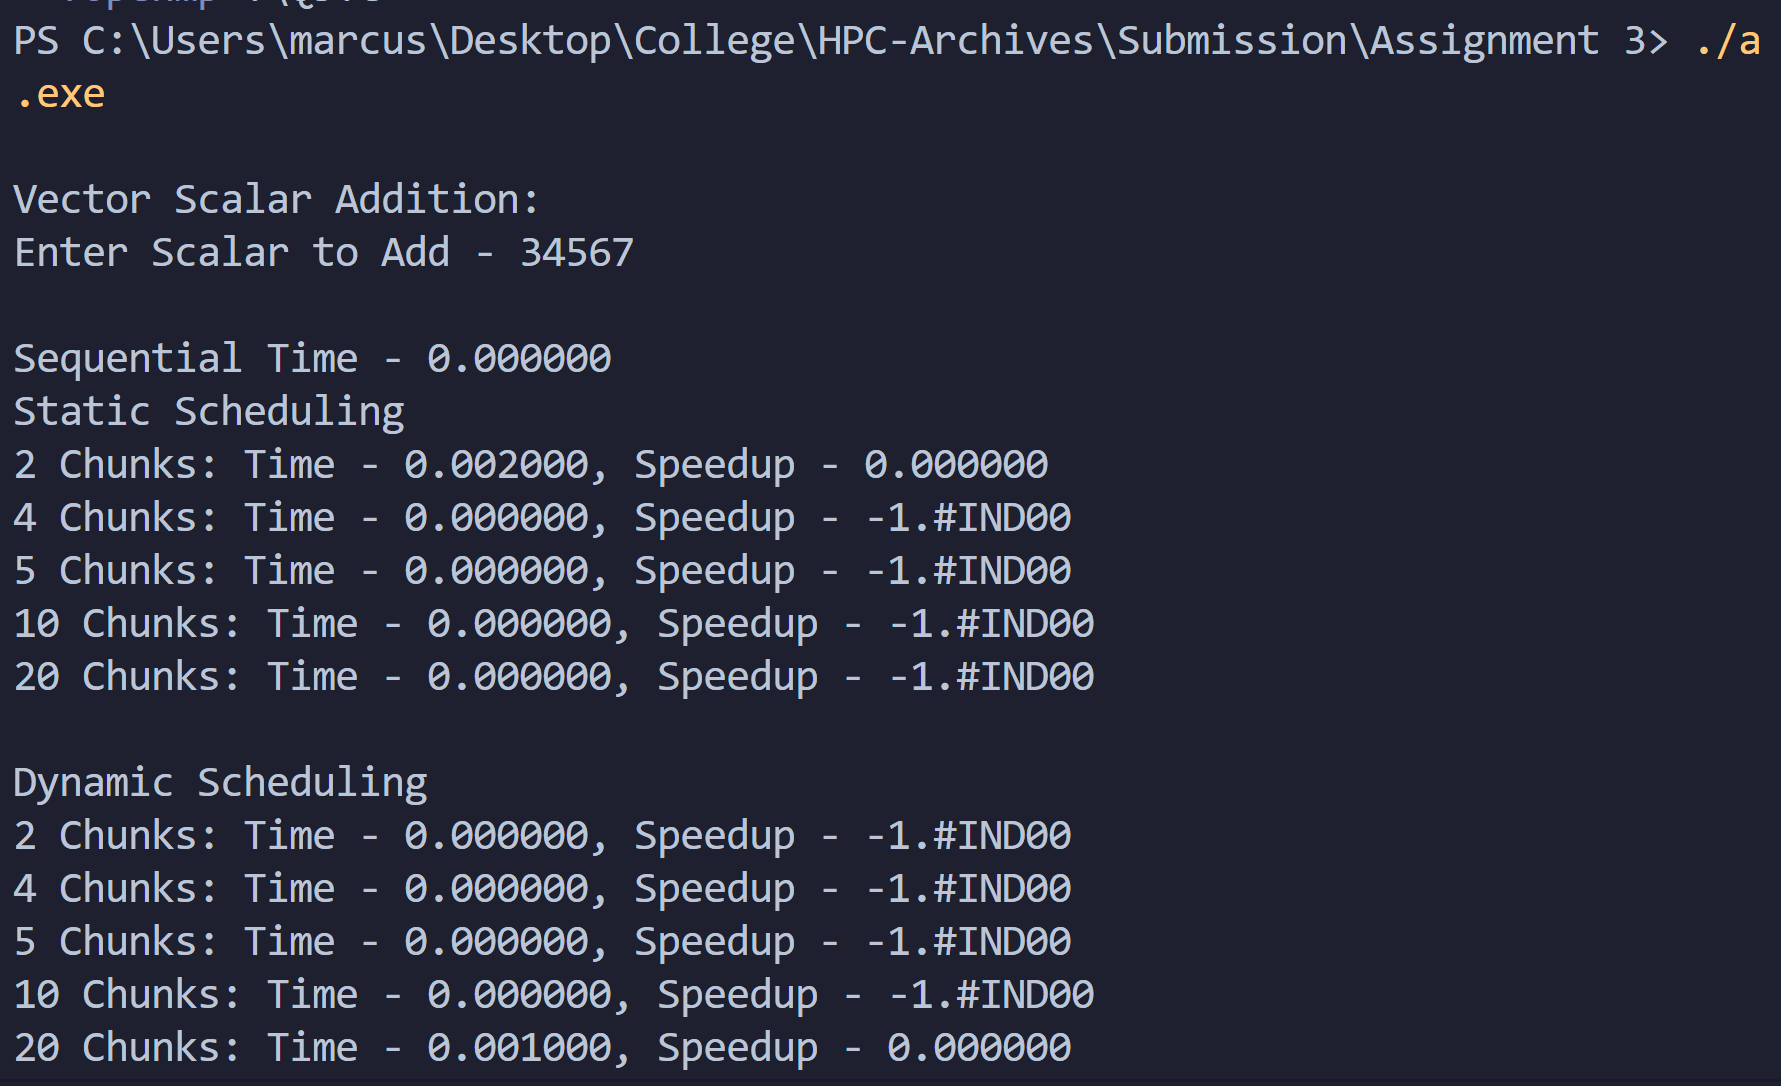 PS C:\Users\marcus\Desktop\College\HPC-Archives\Submission\Assignment 3> ./a
.exe
Vector Scalar Addition:
Enter Scalar to Add - 34567
Sequential Time - 0.000000
Static Scheduling
2 Chunks: Time - 0.002000, Speedup - 0.000000
4 Chunks: Time - 0.000000, Speedup - -1.#IND00
5 Chunks: Time - 0.000000, Speedup - -1.#IND00
10 Chunks: Time - 0.000000, Speedup - -1.#IND00
20 Chunks: Time - 0.000000, Speedup - -1.#IND00
Dynamic Scheduling
2 Chunks: Time - 0.000000, Speedup - -1.#IND00
4 Chunks: Time - 0.000000, Speedup - -1.#IND00
5 Chunks: Time - 0.000000, Speedup - -1.#IND00
10 Chunks: Time - 0.000000, Speedup - -1.#IND00
20 Chunks: Time - 0.001000, Speedup - 0.000000